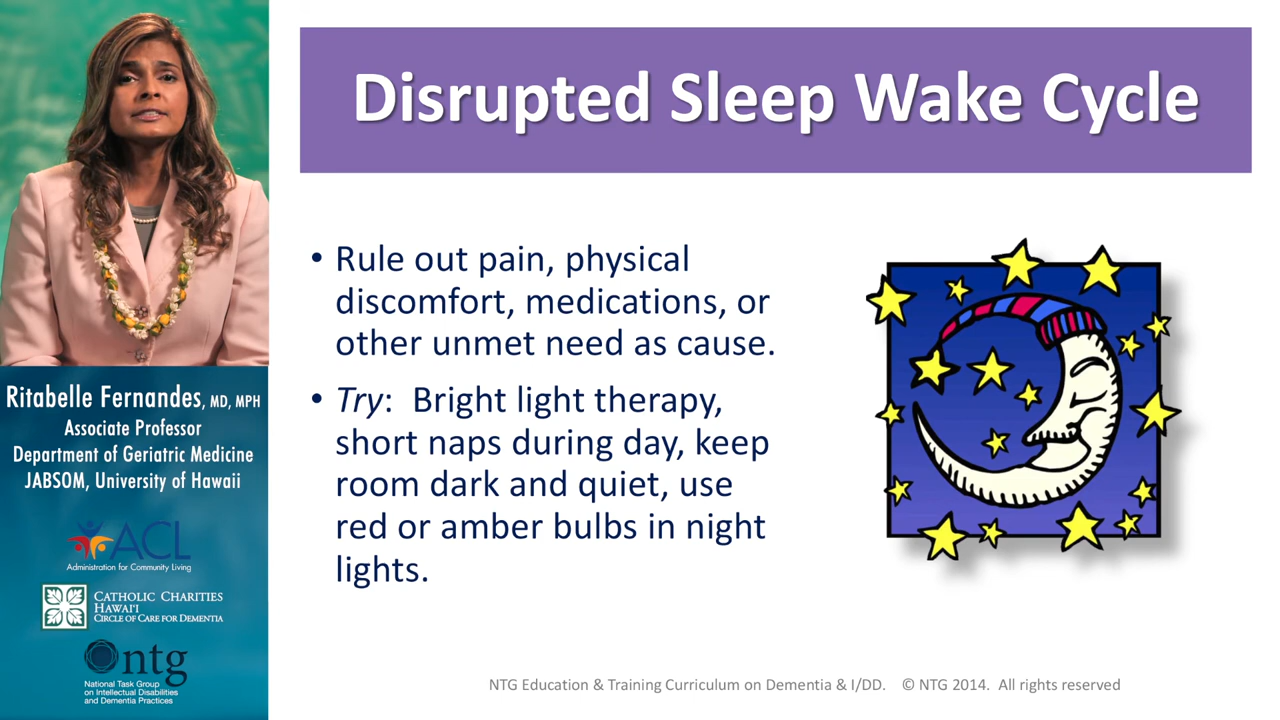 Disrupted Sleep Wake Cycle
• Rule out pain, physical
discomfort, medications, or
other unmet need as cause.
• Try: Bright light therapy,
short naps during day, keep
room dark and quiet, use
red or amber bulbs in night
lights.
Ritabelle Fernandes, MD, MPH
Associate Professor
Department of Geriatric Medicine
JABSOM, University of Hawaii
ACL
Administration for Community Living
CATHOLIC CHARITIES
HAWAI‘I
CIRCLE OF CARE FOR DEMENTIA
ntg
National Task Group
on Intellectual Disabilities
and Dementia Practices
NTG Education & Training Curriculum on Dementia & I/DD. © NTG 2014. All rights reserved